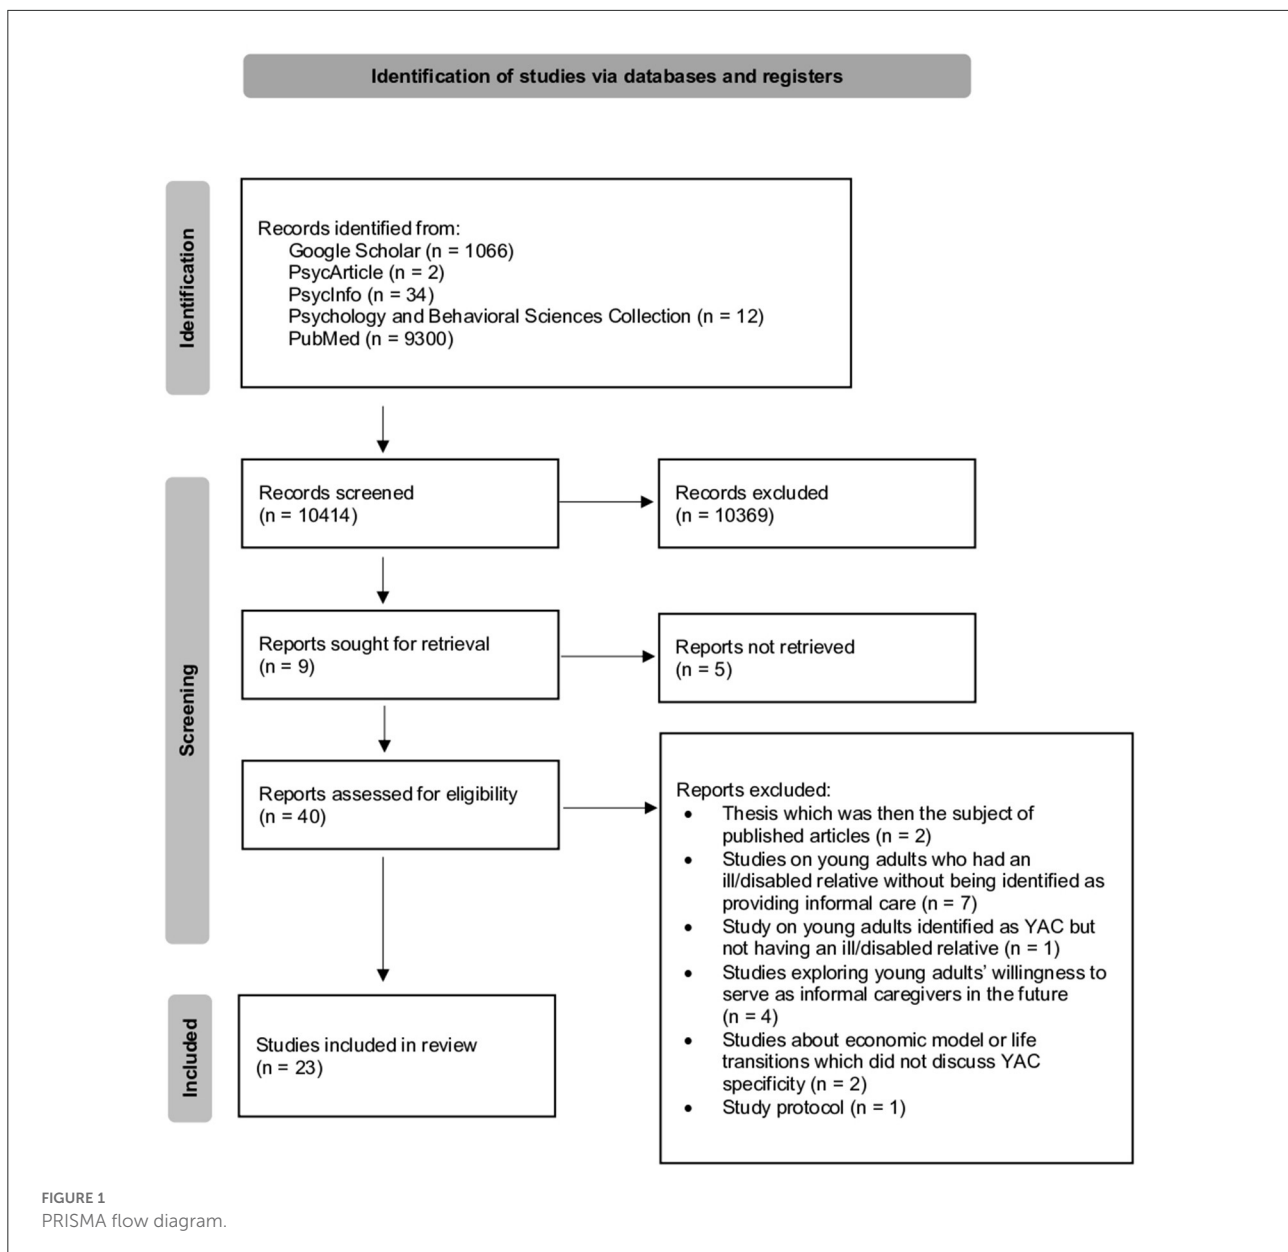 Identification of studies via databases and registers
Identification
Records identified from:
Google Scholar (n = 1066)
PsycArticle (n = 2)
PsycInfo (n = 34)
Psychology and Behavioral Sciences Collection (n = 12)
PubMed (n = 9300)
Screening
Records screened
(n = 10414)
Records excluded
(n = 10369)
Reports sought for retrieval
(n = 9)
Reports not retrieved
(n = 5)
Reports assessed for eligibility
(n = 40)
Reports excluded:
• Thesis which was then the subject of
published articles (n = 2)
• Studies on young adults who had an
ill/disabled relative without being identified as
providing informal care (n = 7)
• Study on young adults identified as YAC but
not having an ill/disabled relative (n = 1)
• Studies exploring young adults' willingness to
serve as informal caregivers in the future
(n = 4)
• Studies about economic model or life
transitions which did not discuss YAC
specificity (n = 2)
• Study protocol (n = 1)
Included
Studies included in review
(n = 23)
FIGURE 1
PRISMA flow diagram.